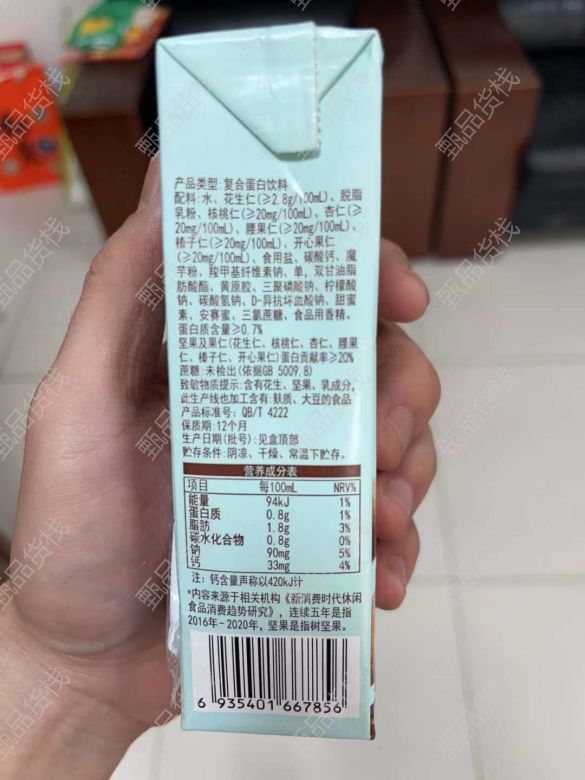 产品类型: 复合蛋白饮料
配料: 水、花生仁(≥2.8g/100mL)、脱脂
乳粉、核桃仁(≥20mg/100mL)、杏仁(≥
20mg/100mL)、腰果仁(≥20mg/100mL)、
榛子仁(≥20mg/100mL)、开心果仁
(≥20mg/100mL)、食用盐、碳酸钙、魔
芋粉、羧甲基纤维素钠、单, 双甘油脂
肪酸酯、黄原胶、三聚磷酸钠、柠檬酸
钠、碳酸氢钠、D-异抗坏血酸钠、甜蜜
素、安赛蜜、三氯蔗糖、食品用香精。
蛋白质含量≥0.7%
坚果及果仁(花生仁、核桃仁、杏仁、腰果
仁、榛子仁、开心果仁)蛋白贡献率≥20%
蔗糖: 未检出(依据GB 5009.8)
致敏物质提示: 含有花生、坚果、乳成分,
此生产线也加工含有: 麸质、大豆的食品
产品标准号: QB/T 4222
保质期: 12个月
生产日期(批号): 见盒顶部
贮存条件: 阴凉、干燥、常温下贮存。
营养成分表
项目 每100mL NRV%
能量 94kJ 1%
蛋白质 0.8g 1%
脂肪 1.8g 3%
碳水化合物 0.8g 0%
钠 90mg 5%
钙 33mg 4%
注: 钙含量声称以420kJ计
*内容来源于相关机构《新消费时代休闲
食品消费趋势研究》, 连续五年是指
2016年-2020年, 坚果是指树坚果。
6 935401 667856
甄品货栈